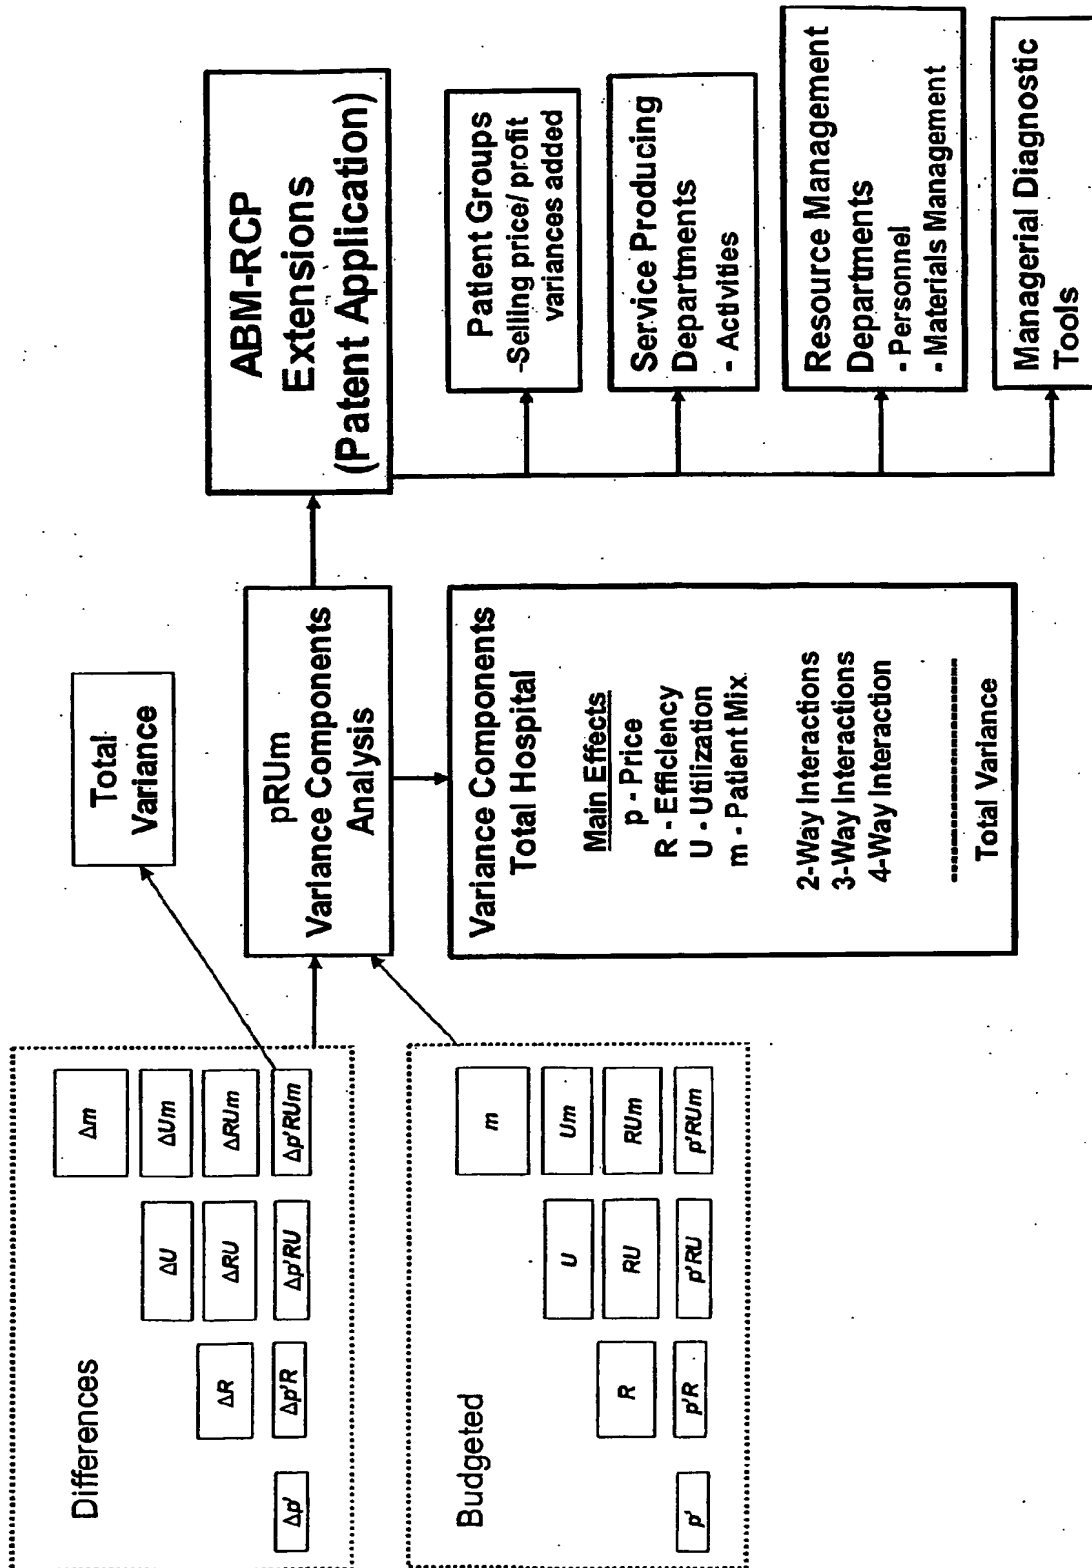 Differences
Δm
ΔU
ΔUm
ΔR
ΔRU
ΔRUm
Δp'
Δp'R
Δp'RU
Δp'RUm
Budgeted
m
U
Um
R
RU
RUm
p'
p'R
p'RU
p'RUm
Total
Variance
pRUm
Variance Components
Analysis
Variance Components
Total Hospital
Main Effects
p - Price
R - Efficiency
U - Utilization
m - Patient Mix
2-Way Interactions
3-Way Interactions
4-Way Interaction
Total Variance
ABM-RCP
Extensions
(Patent Application)
Patient Groups
-Selling price/ profit
variances added
Service Producing
Departments
- Activities
Resource Management
Departments
- Personnel
- Materials Management
Managerial Diagnostic
Tools